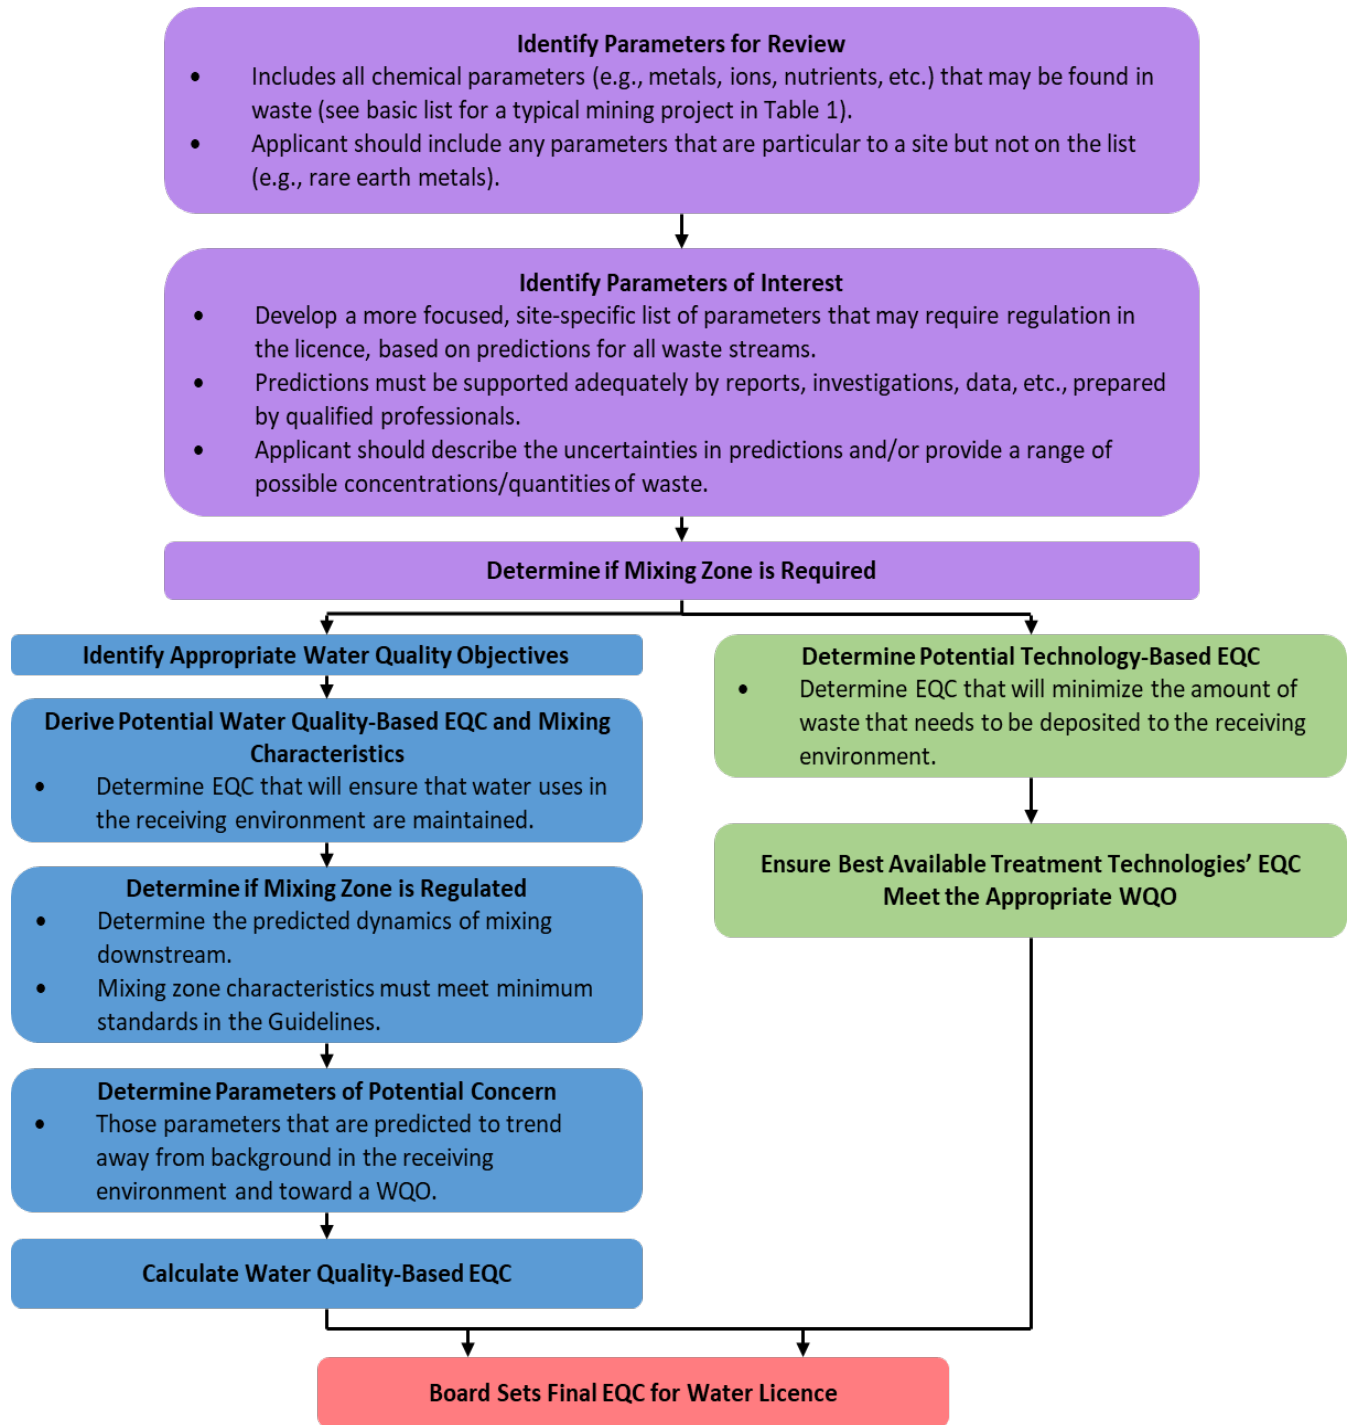 Identify Parameters for Review
• Includes all chemical parameters (e.g., metals, ions, nutrients, etc.) that may be found in
waste (see basic list for a typical mining project in Table 1).
• Applicant should include any parameters that are particular to a site but not on the list
(e.g., rare earth metals).
Identify Parameters of Interest
• Develop a more focused, site-specific list of parameters that may require regulation in
the licence, based on predictions for all waste streams.
• Predictions must be supported adequately by reports, investigations, data, etc., prepared
by qualified professionals.
• Applicant should describe the uncertainties in predictions and/or provide a range of
possible concentrations/quantities of waste.
Determine if Mixing Zone is Required
Identify Appropriate Water Quality Objectives
Derive Potential Water Quality-Based EQC and Mixing
Characteristics
• Determine EQC that will ensure that water uses in
the receiving environment are maintained.
Determine if Mixing Zone is Regulated
• Determine the predicted dynamics of mixing
downstream.
• Mixing zone characteristics must meet minimum
standards in the Guidelines.
Determine Parameters of Potential Concern
• Those parameters that are predicted to trend
away from background in the receiving
environment and toward a WQO.
Calculate Water Quality-Based EQC
Determine Potential Technology-Based EQC
• Determine EQC that will minimize the amount of
waste that needs to be deposited to the receiving
environment.
Ensure Best Available Treatment Technologies’ EQC
Meet the Appropriate WQO
Board Sets Final EQC for Water Licence